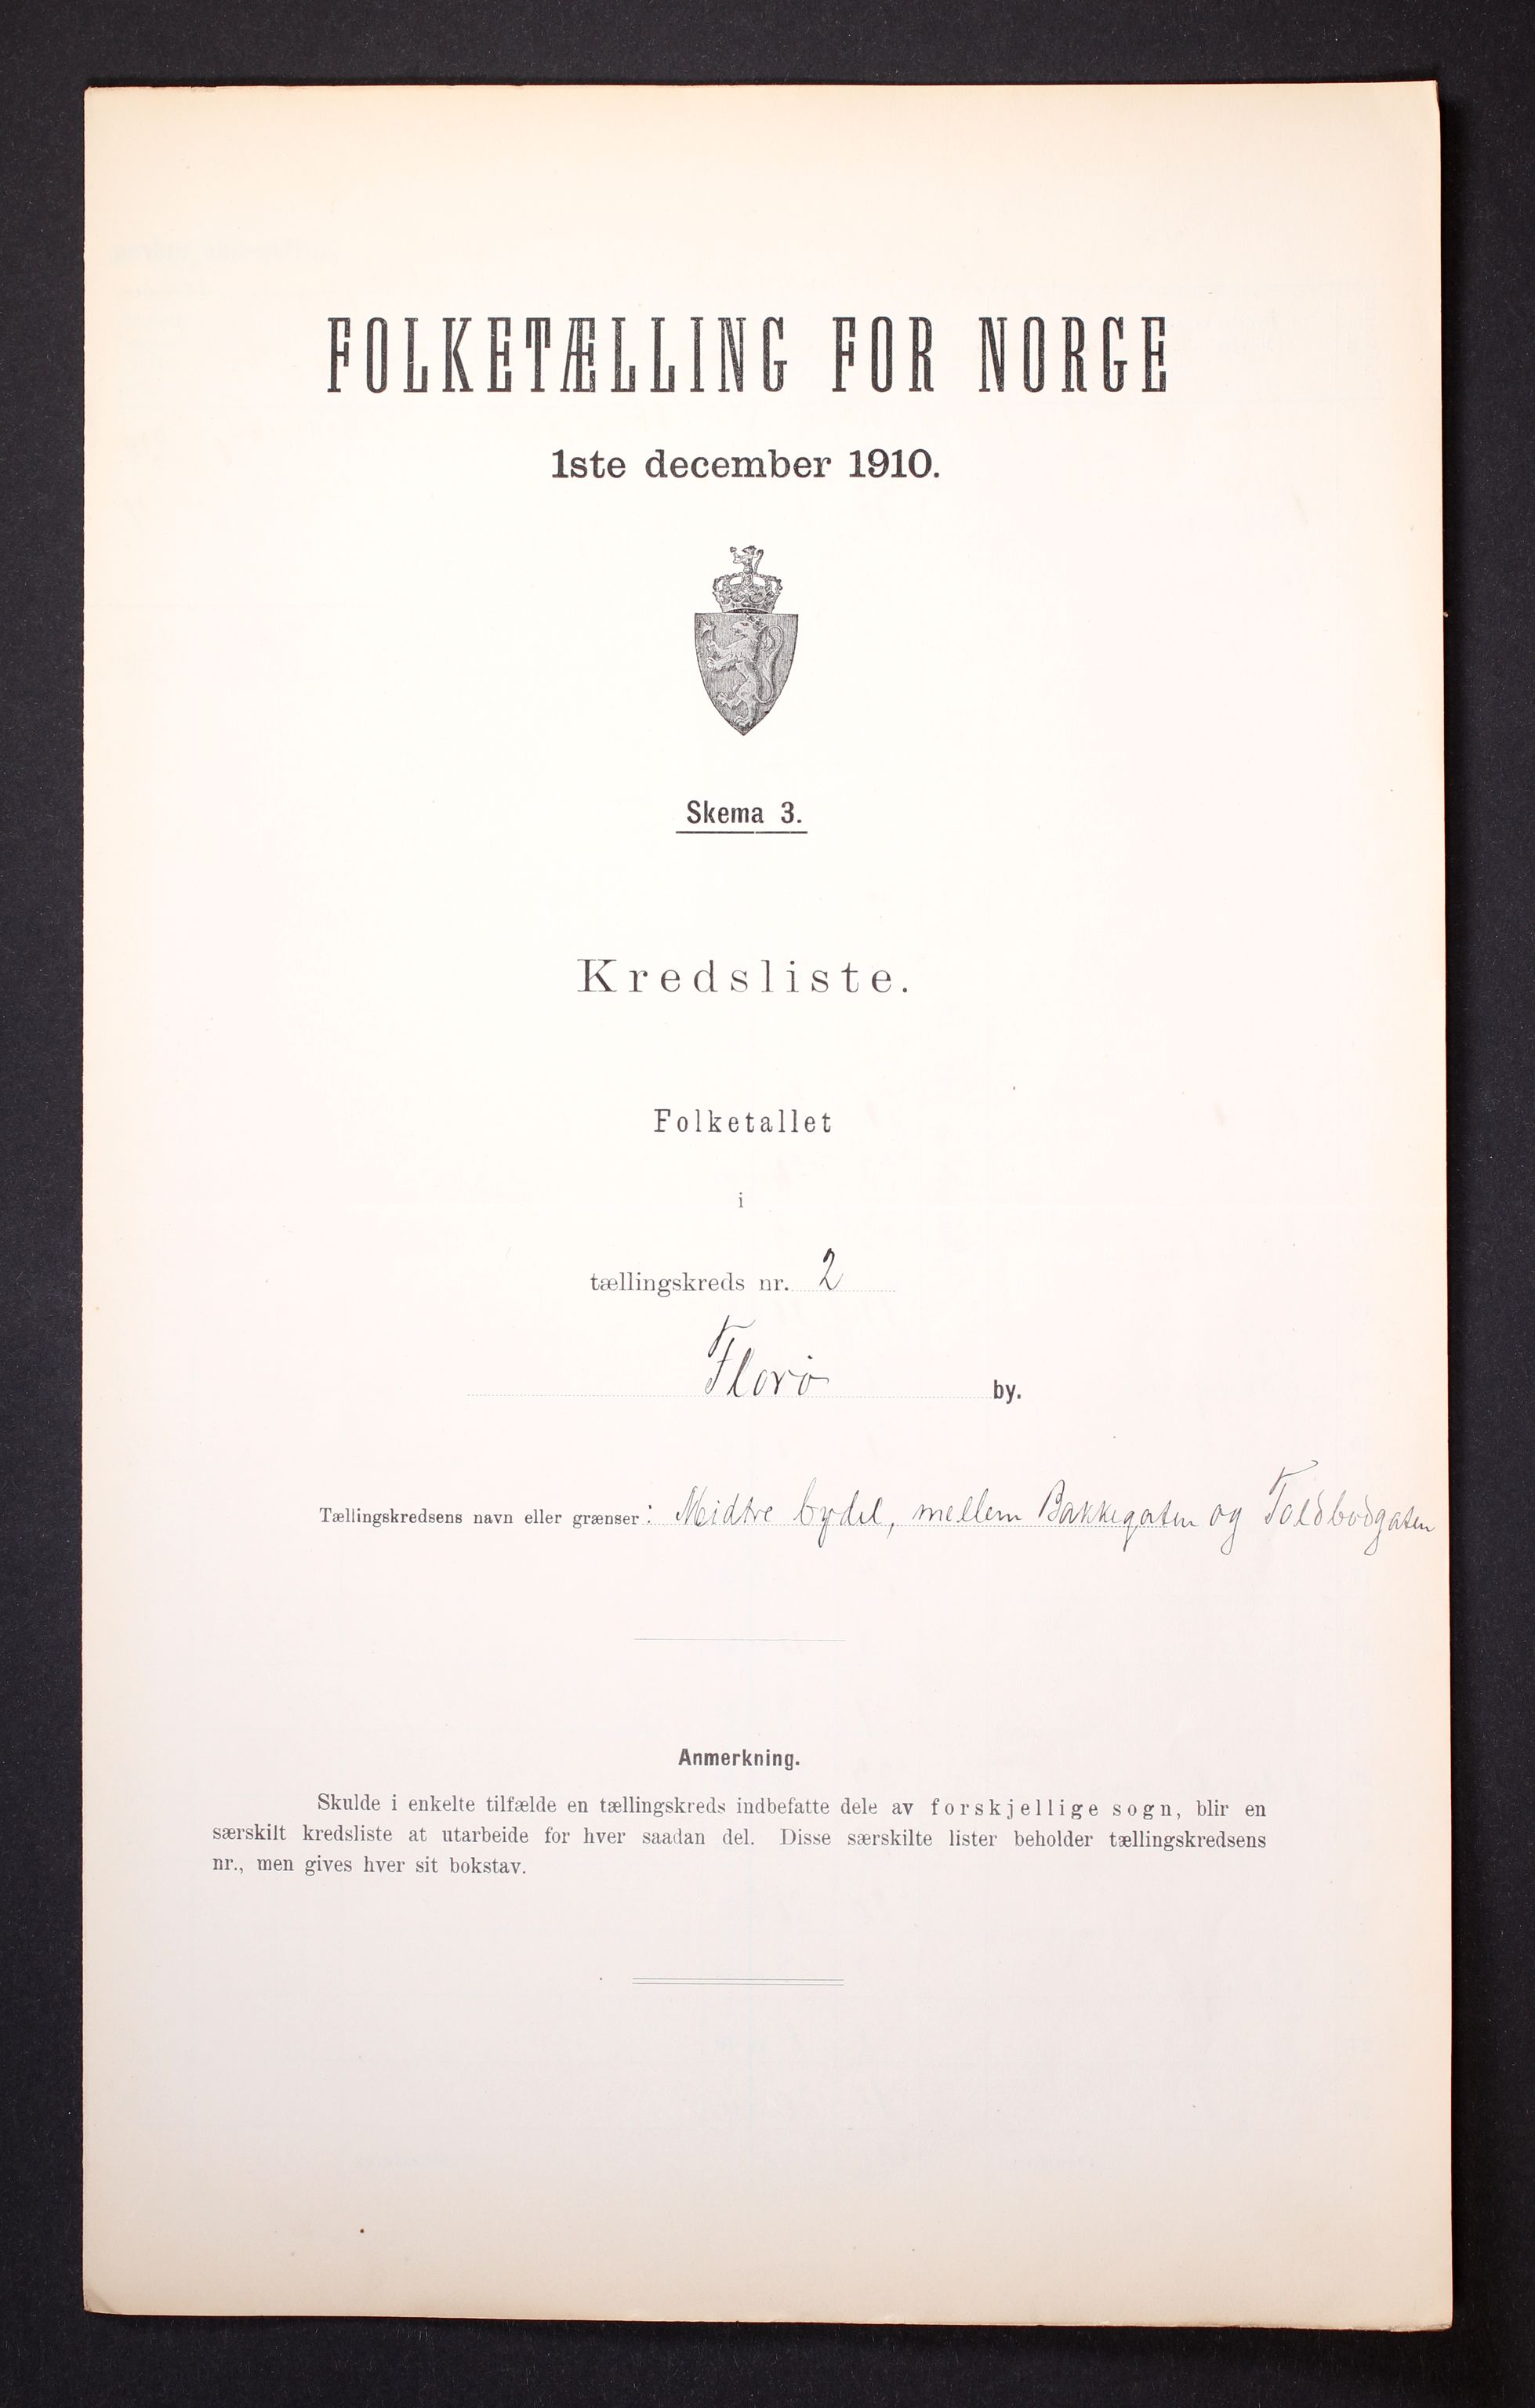 FOLKETÆLLING FOR NORGE
1ste december 1910.
Skema 3.
Kredsliste.
Folketallet
i
tællingskreds nr. 2
Florø by.
Tællingskredsens navn eller grænser: Meidtre bydel, mellem Bakkegaten og Toldbodgaten
Anmerkning.
Skulde i enkelte tilfælde en tællingskreds indbefatte dele av forskjellige sogn, blir en
særskilt kredsliste at utarbeide for hver saadan del. Disse særskilte lister beholder tællingskredsens
nr., men gives hver sit bokstav.